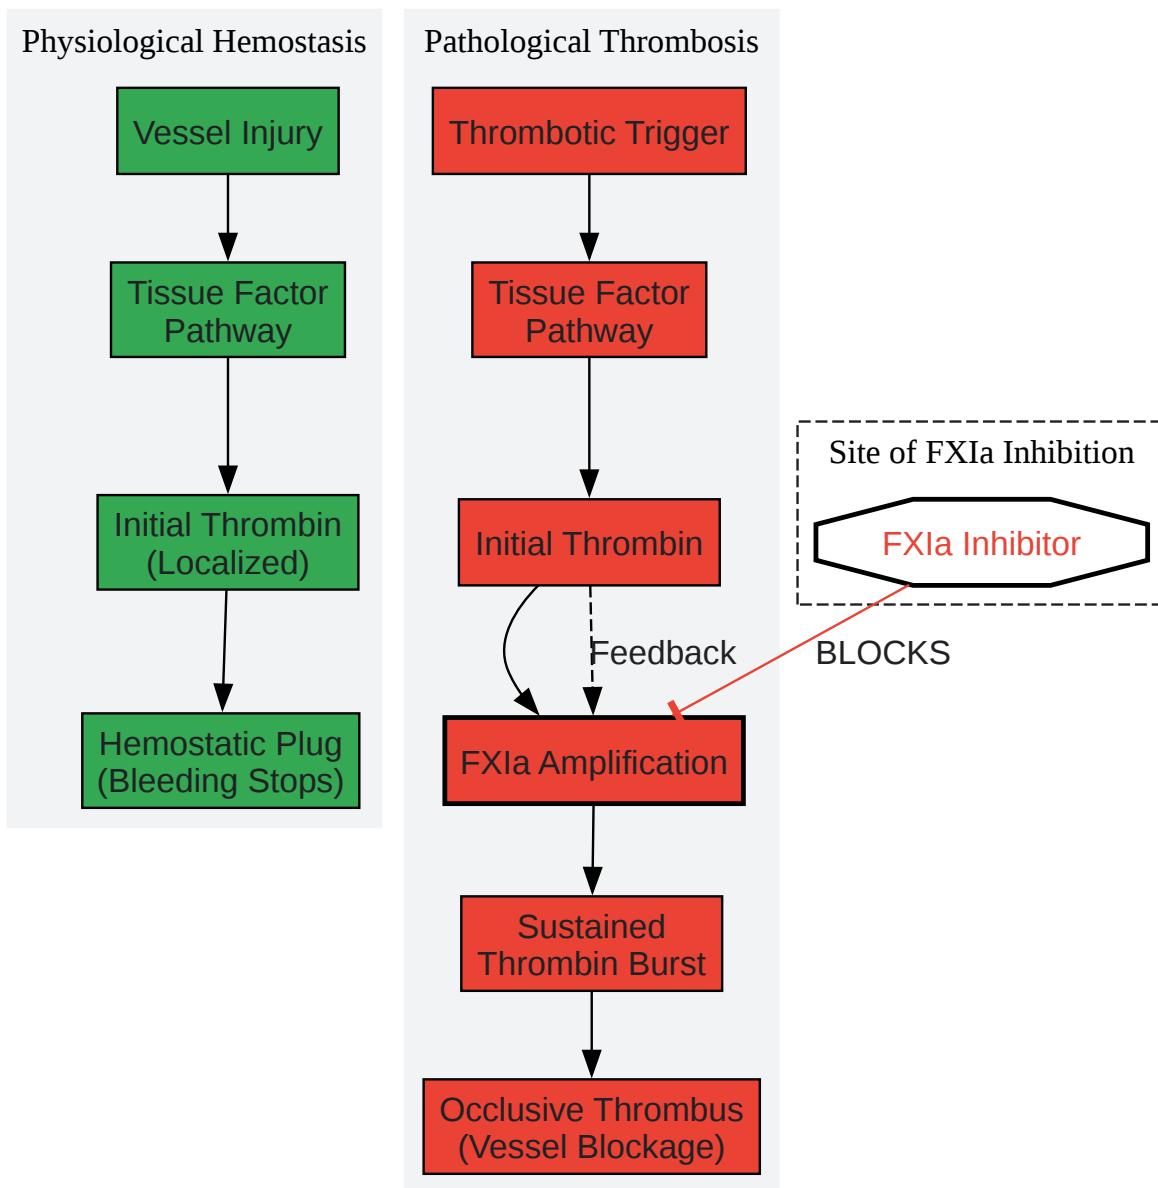 Physiological Hemostasis
Vessel Injury
Tissue Factor
Pathway
Initial Thrombin
(Localized)
Hemostatic Plug
(Bleeding Stops)
Pathological Thrombosis
Thrombotic Trigger
Tissue Factor
Pathway
Initial Thrombin
Feedback
FXIa Amplification
Sustained
Thrombin Burst
Occlusive Thrombus
(Vessel Blockage)
Site of FXIa Inhibition
FXIa Inhibitor
BLOCKS